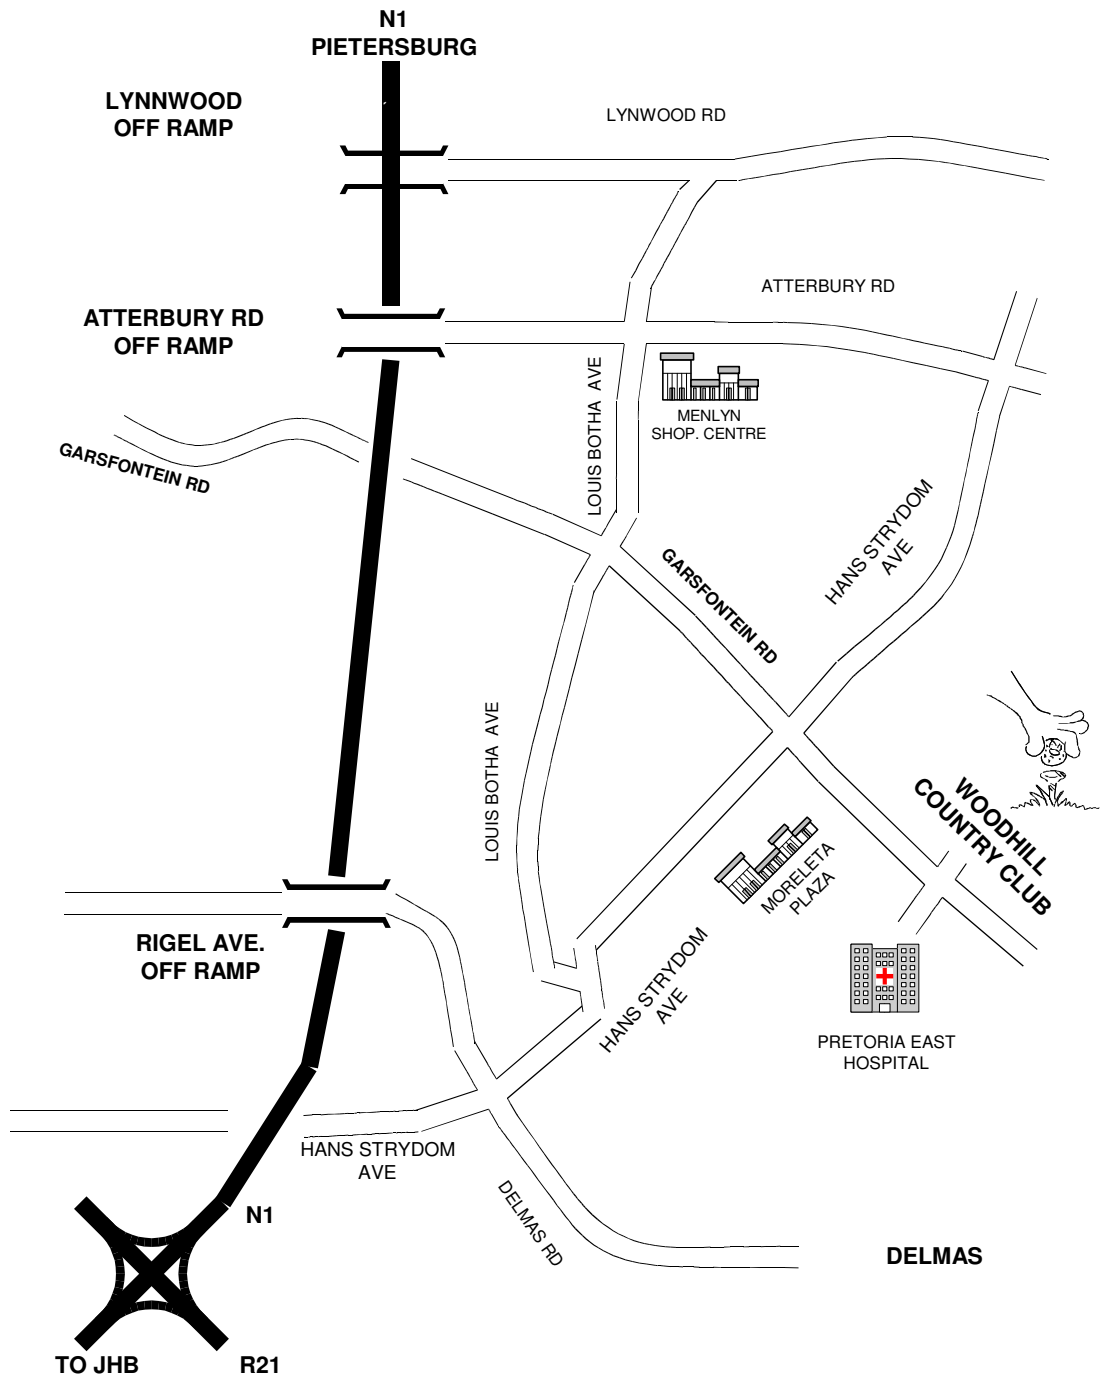 N1
PIETERSBURG
LYNNWOOD
OFF RAMP
LYNWOOD RD
ATTERBURY RD
ATTERBURY RD
OFF RAMP
LOUIS BOTHA AVE
MENLYN
SHOP. CENTRE
GARSFONTEIN RD
HANS STRYDOM
AVE
GARSFONTEIN RD
LOUIS BOTHA AVE
WOODHILL
COUNTRY CLUB
MORELETA
PLAZA
RIGEL AVE.
OFF RAMP
HANS STRYDOM
AVE
PRETORIA EAST
HOSPITAL
HANS STRYDOM
AVE
N1
DELMAS RD
DELMAS
TO JHB
R21